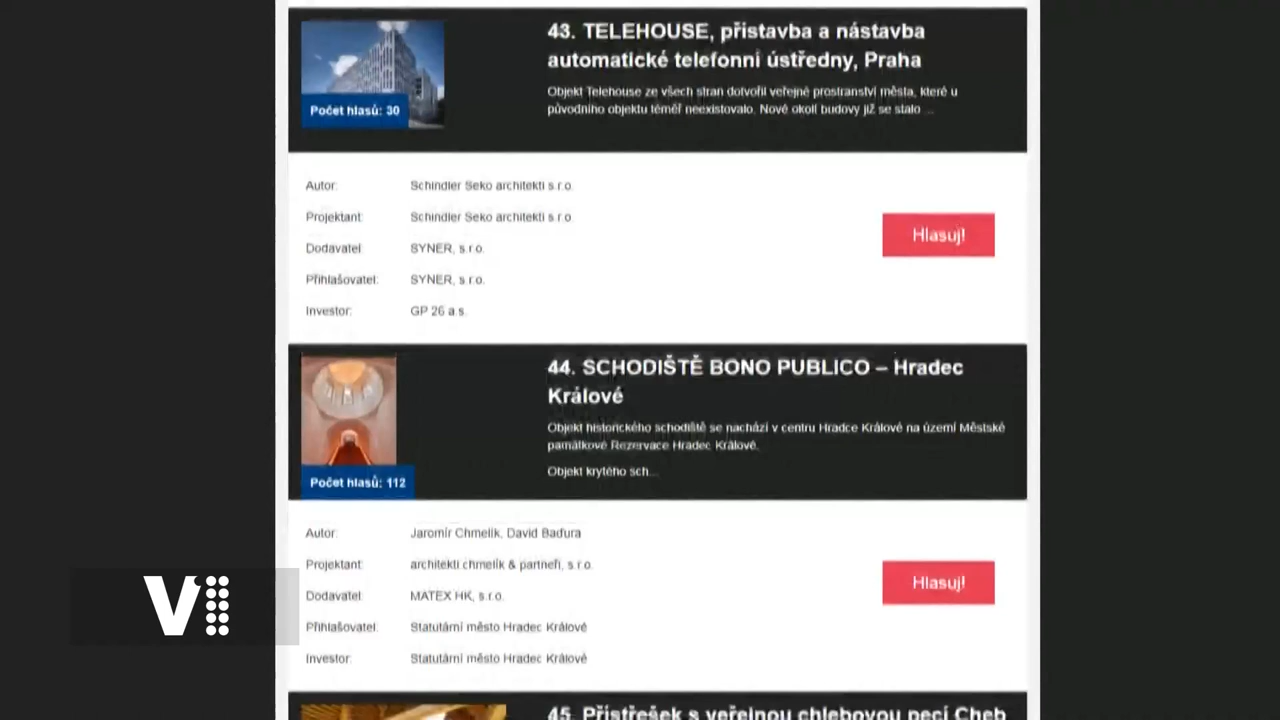 43. TELEHOUSE, přístavba a nástavba
automatické telefonní ústředny, Praha
Objekt Telehouse ze všech stran dotvořil veřejné prostranství města, které u
původního objektu téměř neexistovalo. Nové okolí budovy již se stalo ...
Počet hlasů: 30
Autor: Schindler Seko architekti s.r.o.
Projektant: Schindler Seko architekti s.r.o
Hlasuj!
Dodavatel: SYNER, s.r.o.
Přihlašovatel: SYNER, s.r.o.
Investor: GP 26 a.s.
44. SCHODIŠTĚ BONO PUBLICO – Hradec
Králové
Objekt historického schodiště se nachází v centru Hradce Králové na území Městské
památkové Rezervace Hradec Králové.
Objekt krytého sch...
Počet hlasů: 112
Autor: Jaromír Chmelík, David Baďura
Projektant: architekti chmelík & partneři, s.r.o.
Hlasuj!
Dodavatel: MATEX HK, s.r.o.
Přihlašovatel: Statutární město Hradec Králové
Investor: Statutární město Hradec Králové
V
45. Přístřešek s veřejnou chlebovou pecí Cheb